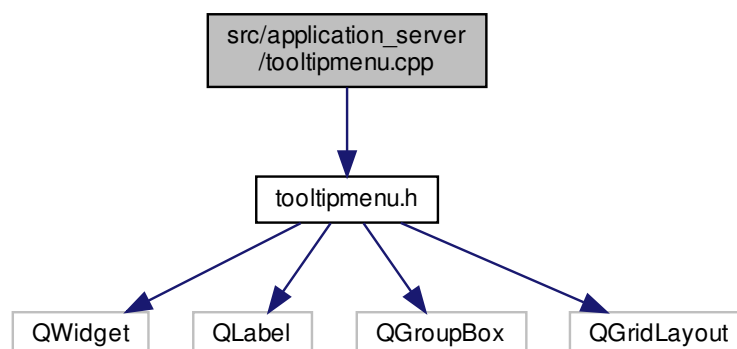 src/application_server
/tooltipmenu.cpp
tooltipmenu.h
QWidget
QLabel
QGroupBox
QGridLayout